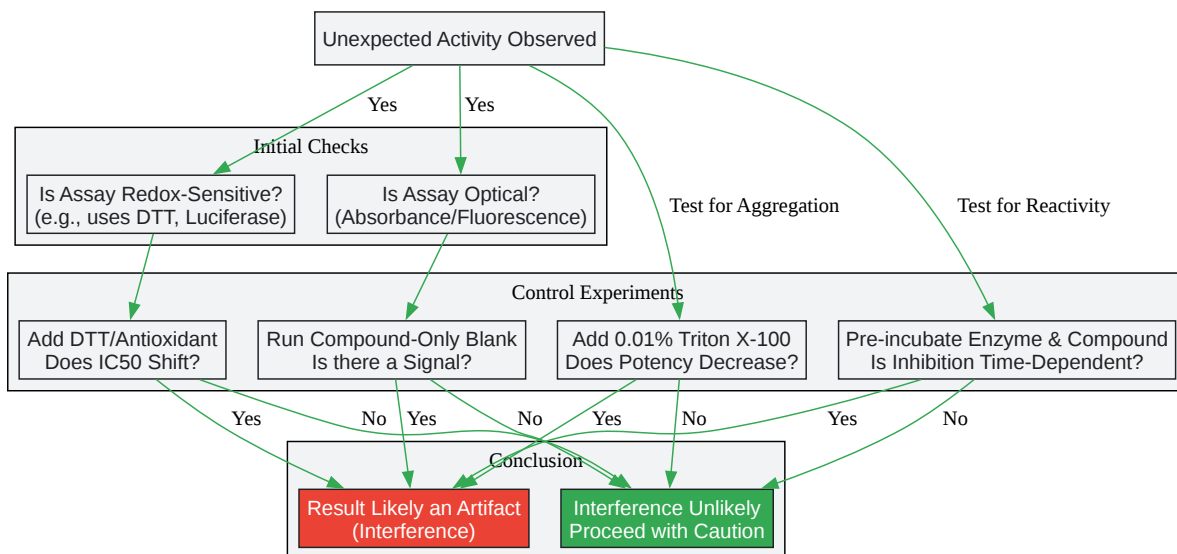 Unexpected Activity Observed
Yes
Yes
Initial Checks
Is Assay Redox-Sensitive?
(e.g., uses DTT, Luciferase)
Is Assay Optical?
(Absorbance/Fluorescence)
Test for Aggregation
Test for Reactivity
Control Experiments
Add DTT/Antioxidant
Does IC50 Shift?
Run Compound-Only Blank
Is there a Signal?
Add 0.01% Triton X-100
Does Potency Decrease?
Pre-incubate Enzyme & Compound
Is Inhibition Time-Dependent?
Yes
No
Yes
No
Yes
No
Yes
No
Conclusion
Result Likely an Artifact
(Interference)
Interference Unlikely
Proceed with Caution